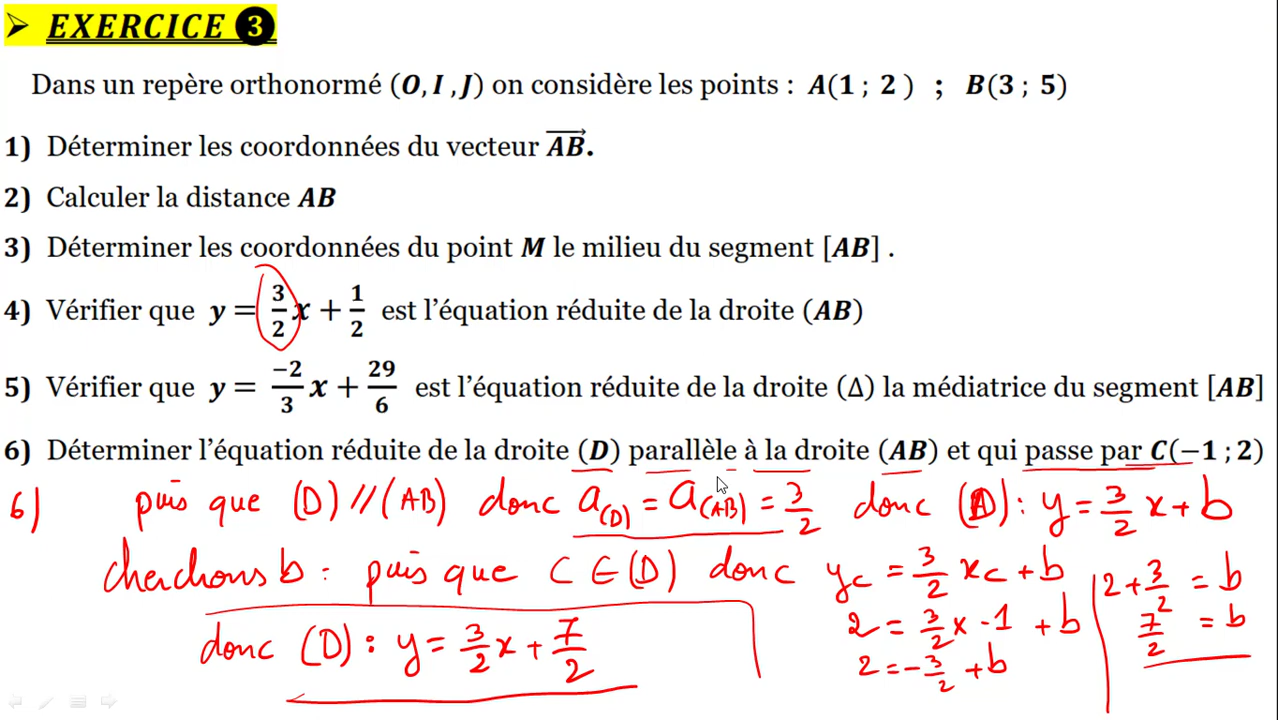 ➢ EXERCICE 3
Dans un repère orthonormé (O, I , J) on considère les points : A(1 ; 2 ) ; B(3 ; 5)
1) Déterminer les coordonnées du vecteur \overrightarrow{AB}.
2) Calculer la distance AB
3) Déterminer les coordonnées du point M le milieu du segment [AB] .
4) Vérifier que y = 3/2 x + 1/2 est l'équation réduite de la droite (AB)
5) Vérifier que y = −2/3 x + 29/6 est l'équation réduite de la droite (Δ) la médiatrice du segment [AB]
6) Déterminer l'équation réduite de la droite (D) parallèle à la droite (AB) et qui passe par C(−1 ; 2)
6) puis que (D) // (AB) donc a(D) = a(AB) = 3/2 donc (D) : y = 3/2 x + b
cherchons b : puis que C ∈ (D) donc yc = 3/2 xc + b
2 = 3/2 x -1 + b
2 = -3/2 + b
2 + 3/2 = b
7/2 = b
donc (D) : y = 3/2 x + 7/2